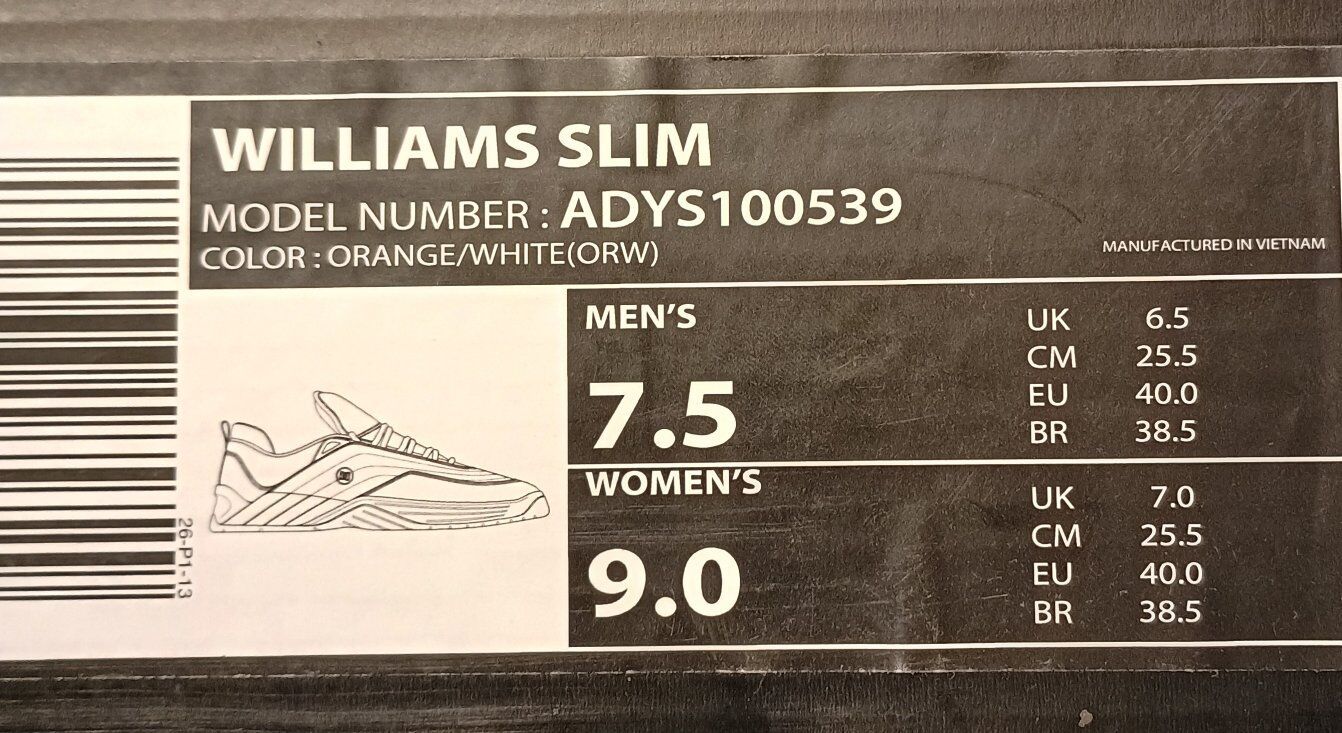 WILLIAMS SLIM
MODEL NUMBER : ADYS100539
COLOR : ORANGE/WHITE(ORW)
MANUFACTURED IN VIETNAM
MEN'S
7.5
UK 6.5
CM 25.5
EU 40.0
BR 38.5
WOMEN'S
9.0
UK 7.0
CM 25.5
EU 40.0
BR 38.5
26-P1-13